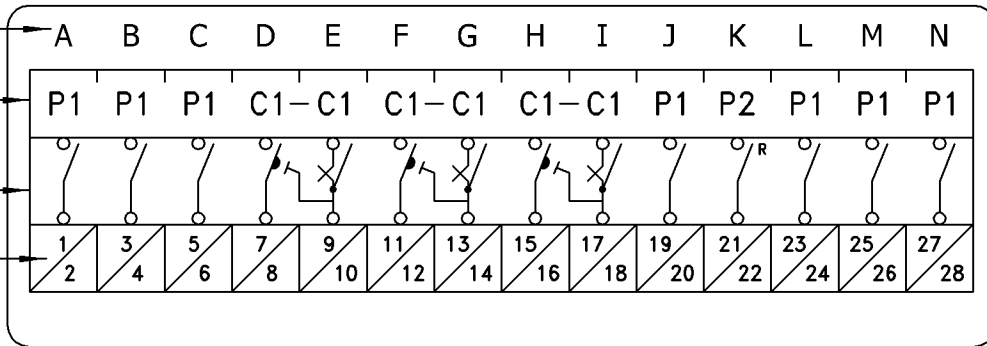 A B C D E F G H I J K L M N
P1 P1 P1 C1-C1 C1-C1 C1-C1 P1 P2 P1 P1 P1
R
1/2 3/4 5/6 7/8 9/10 11/12 13/14 15/16 17/18 19/20 21/22 23/24 25/26 27/28